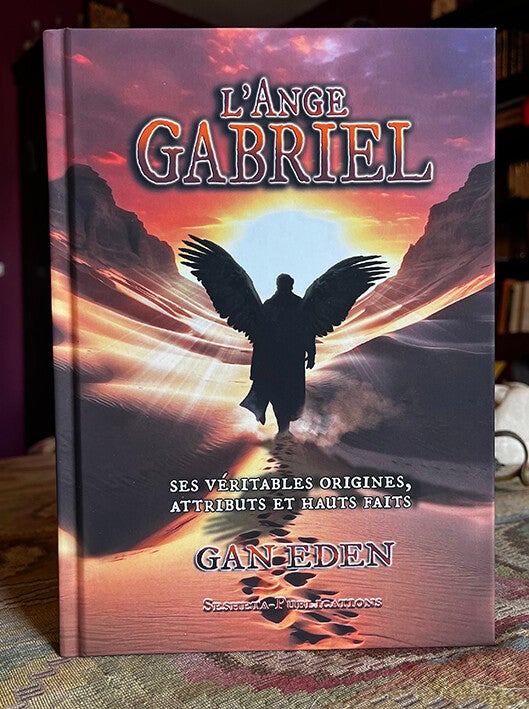 L'ANGE
GABRIEL
SES VÉRITABLES ORIGINES,
ATTRIBUTS ET HAUTS FAITS
GAN EDEN
SESHETA-PUBLICATIONS